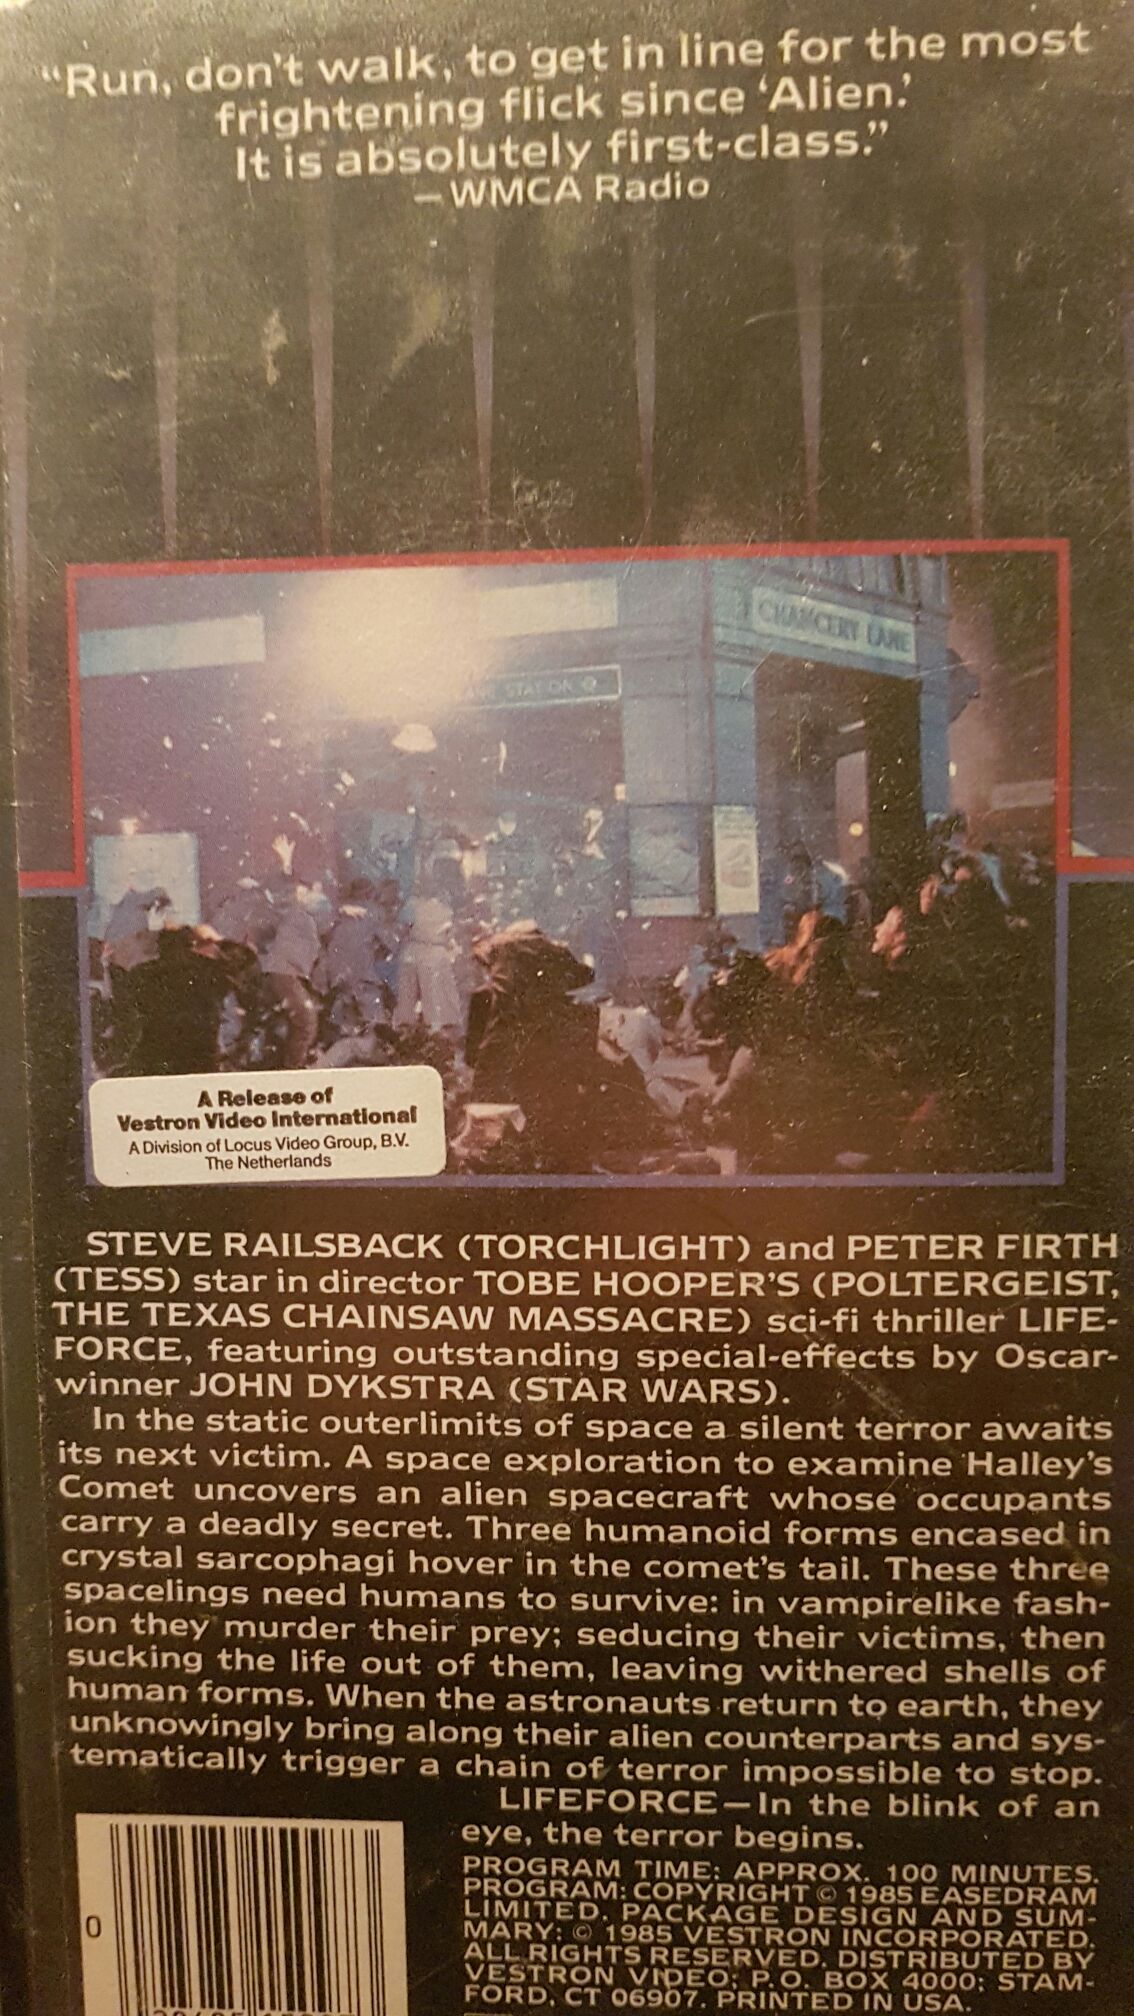 “Run, don't walk, to get in line for the most
frightening flick since ‘Alien.’
It is absolutely first-class.”
—WMCA Radio
CHANCERY LANE
STATION
A Release of
Vestron Video International
A Division of Locus Video Group, B.V.
The Netherlands
STEVE RAILSBACK (TORCHLIGHT) and PETER FIRTH
(TESS) star in director TOBE HOOPER'S (POLTERGEIST,
THE TEXAS CHAINSAW MASSACRE) sci-fi thriller LIFE-
FORCE, featuring outstanding special-effects by Oscar-
winner JOHN DYKSTRA (STAR WARS).
In the static outerlimits of space a silent terror awaits
its next victim. A space exploration to examine Halley's
Comet uncovers an alien spacecraft whose occupants
carry a deadly secret. Three humanoid forms encased in
crystal sarcophagi hover in the comet's tail. These three
spacelings need humans to survive: in vampirelike fash-
ion they murder their prey; seducing their victims, then
sucking the life out of them, leaving withered shells of
human forms. When the astronauts return to earth, they
unknowingly bring along their alien counterparts and sys-
tematically trigger a chain of terror impossible to stop.
LIFEFORCE—In the blink of an
eye, the terror begins.
PROGRAM TIME: APPROX. 100 MINUTES.
PROGRAM: COPYRIGHT © 1985 EASEDRAM
LIMITED. PACKAGE DESIGN AND SUM-
MARY: © 1985 VESTRON INCORPORATED.
ALL RIGHTS RESERVED. DISTRIBUTED BY
VESTRON VIDEO; P.O. BOX 4000; STAM-
FORD, CT 06907. PRINTED IN USA.
0